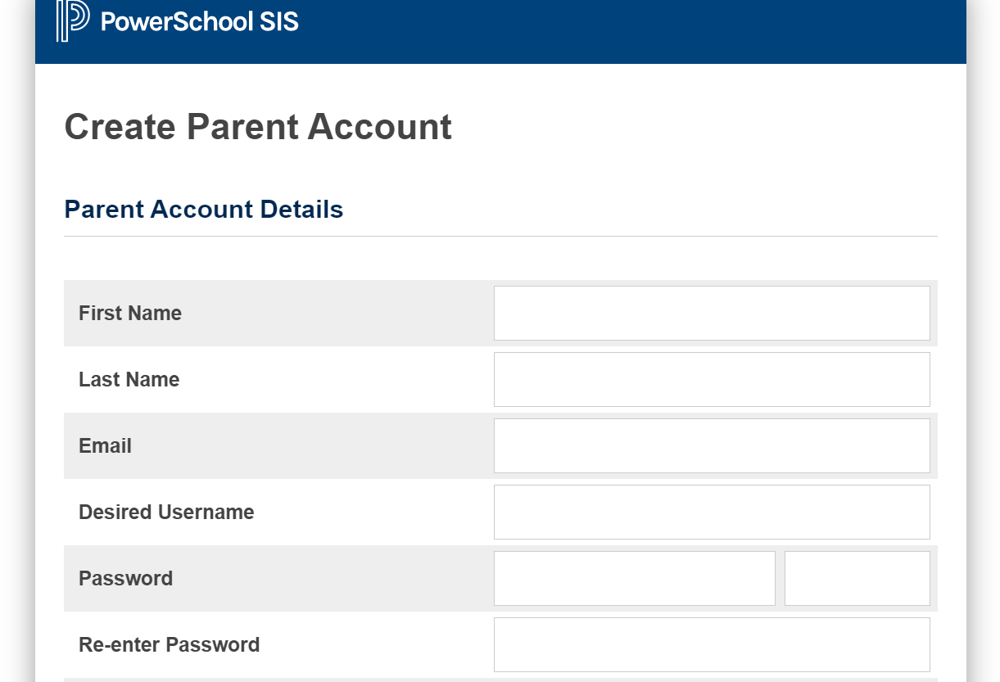 PowerSchool SIS
Create Parent Account
Parent Account Details
First Name
Last Name
Email
Desired Username
Password
Re-enter Password